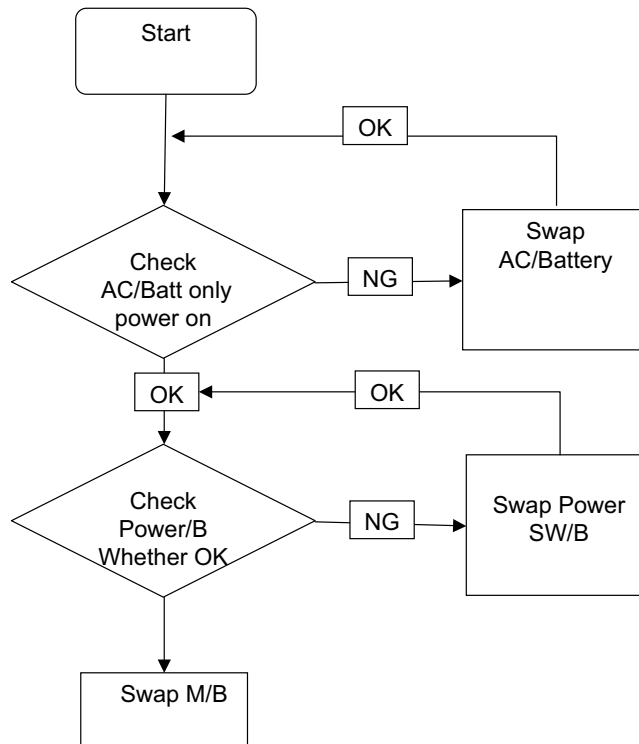 Start
OK
Swap
AC/Battery
Check
AC/Batt only
power on
NG
OK
OK
Check
Power/B
Whether OK
NG
Swap Power
SW/B
Swap M/B